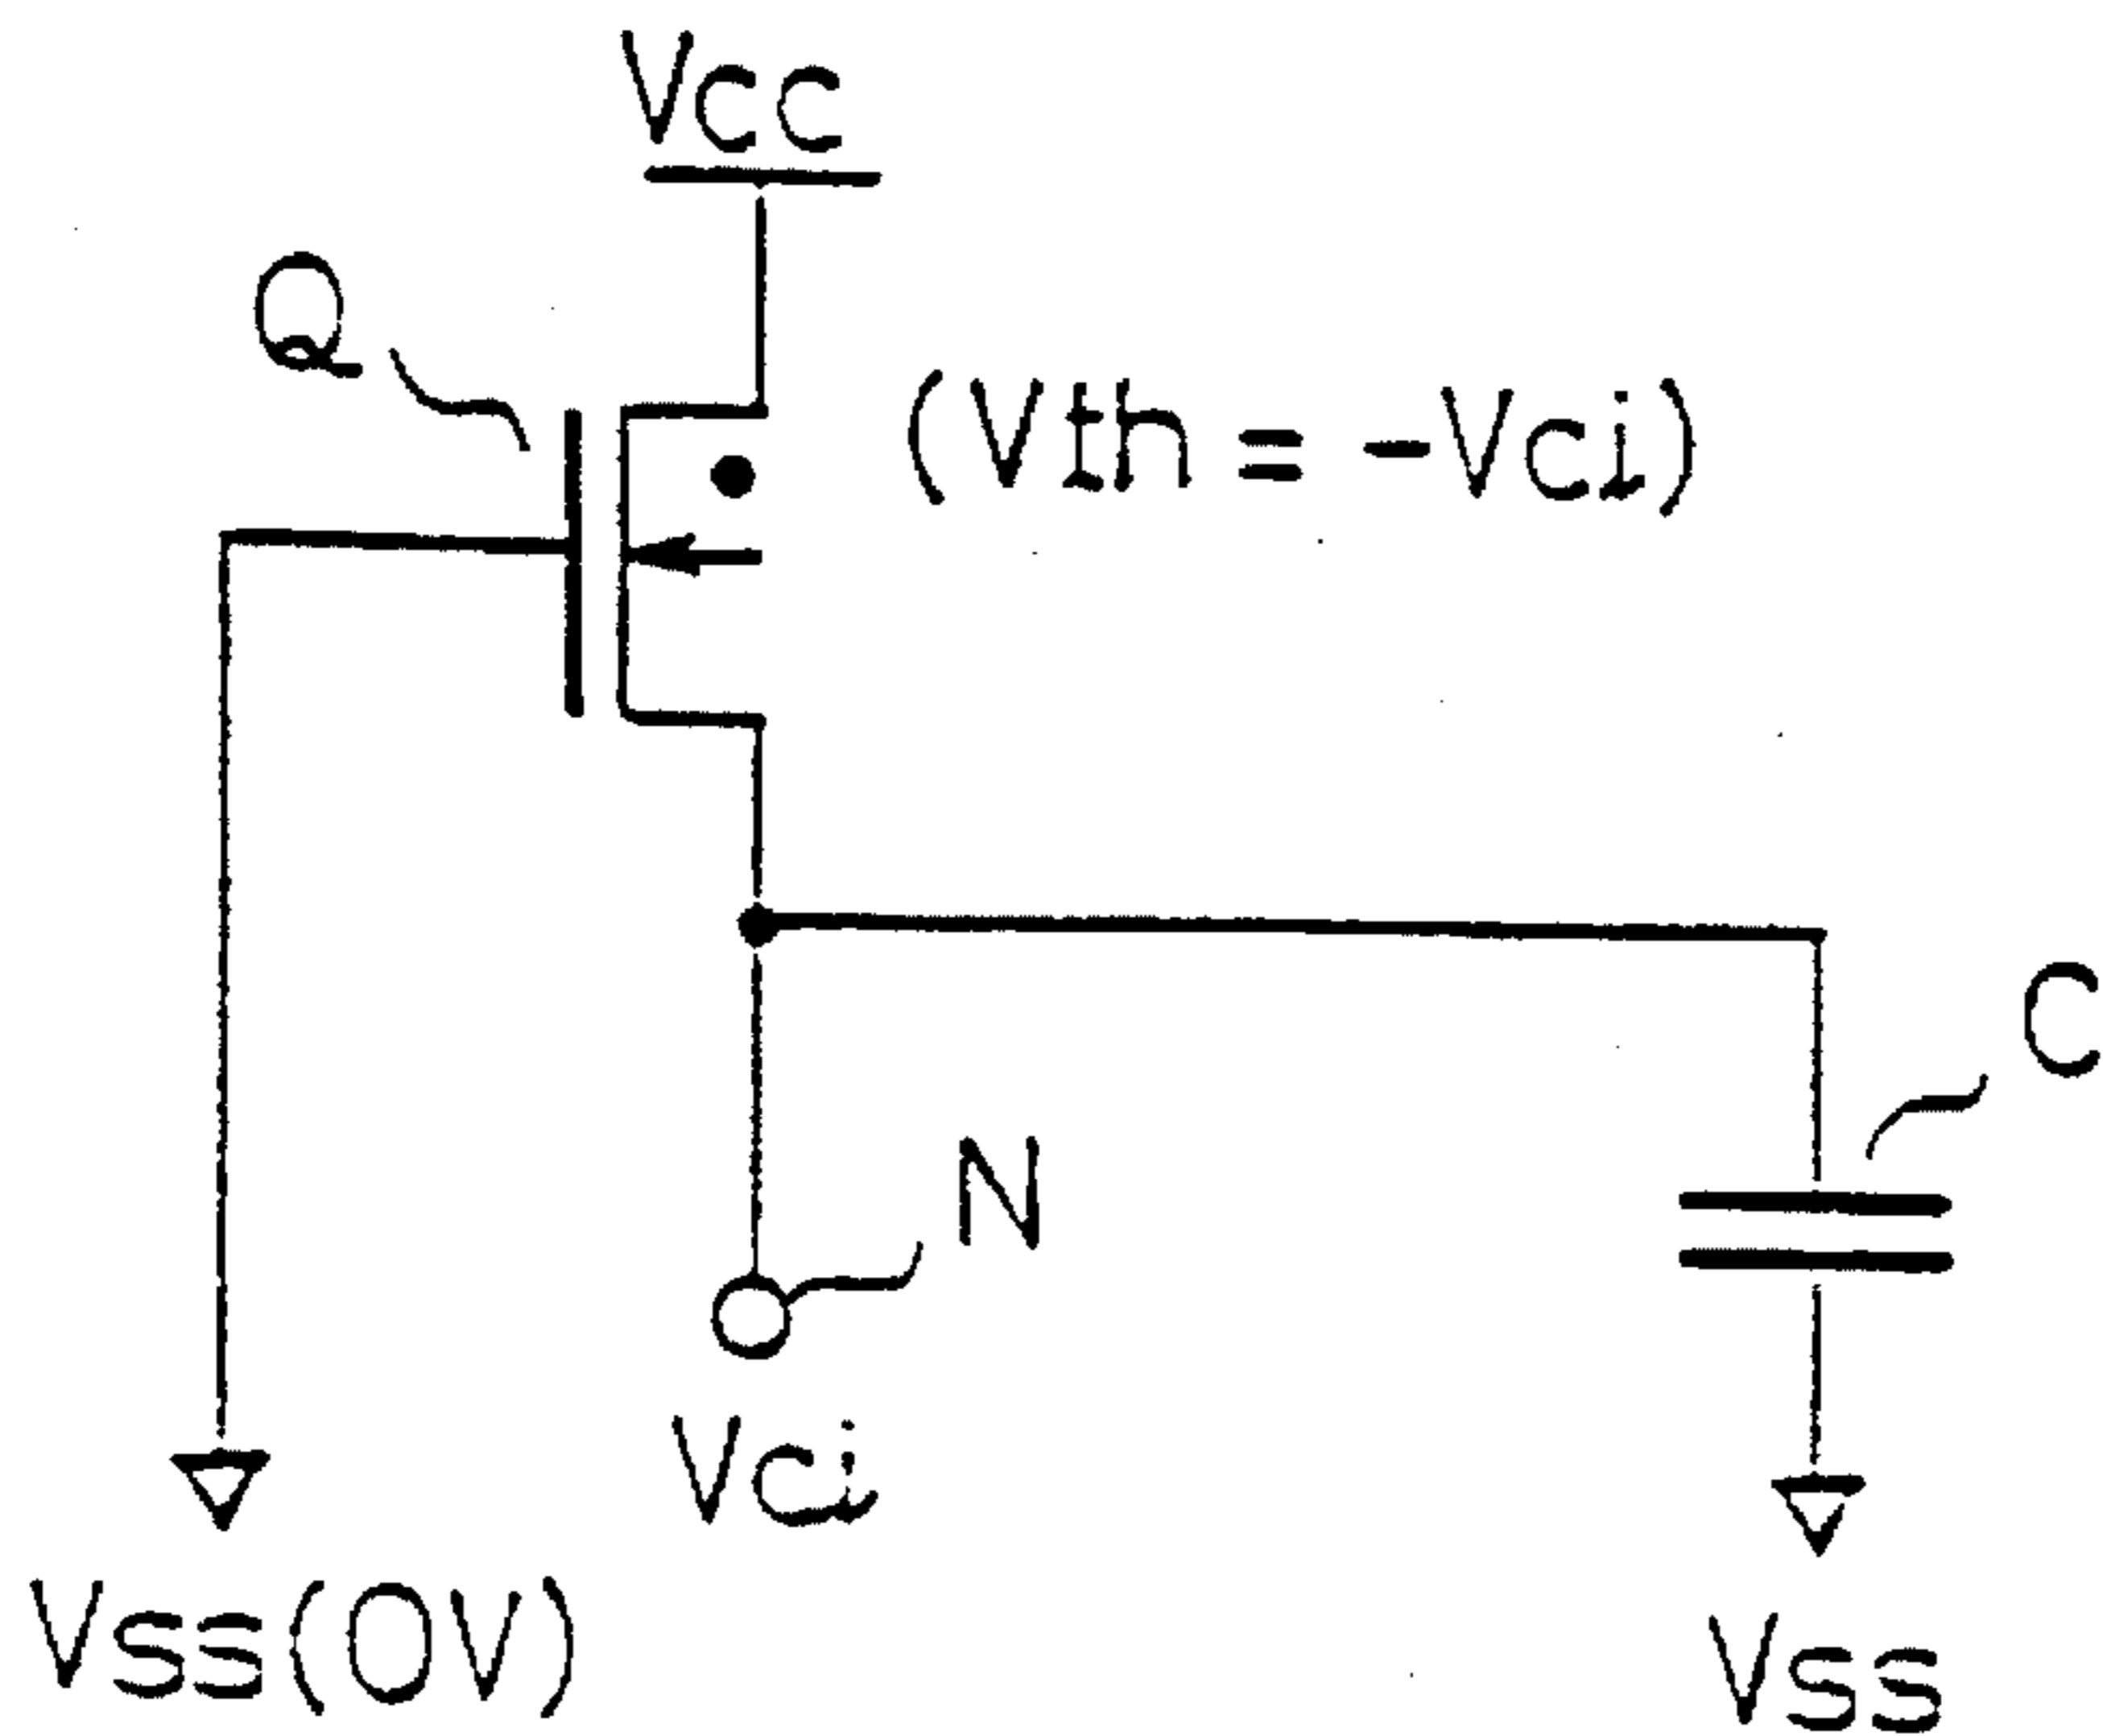 Vcc
Q
(Vth = -Vci)
C
N
Vci
Vss(0V)
Vss